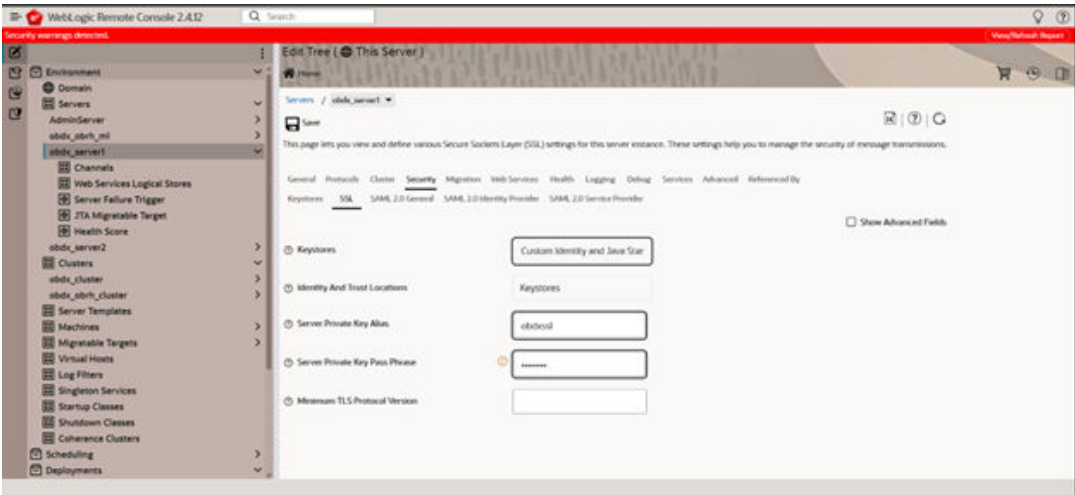 WebLogic Remote Console 2.4.12
Search
Security warnings detected.
View/Refresh Report
Edit Tree ( This Server )
Home
Environment
Domain
Servers
AdminServer
obdx_obrh_ml
obdx_server1
Channels
Web Services Logical Stores
Server Failure Trigger
JTA Migratable Target
Health Score
obdx_server2
Clusters
obdx_cluster
obdx_obrh_cluster
Server Templates
Machines
Migratable Targets
Virtual Hosts
Log Filters
Singleton Services
Startup Classes
Shutdown Classes
Coherence Clusters
Scheduling
Deployments
Servers / obdx_server1
Save
This page lets you view and define various Secure Sockets Layer (SSL) settings for this server instance. These settings help you to manage the security of message transmissions.
General Protocols Cluster Security Migration Web Services Health Logging Debug Services Advanced Referenced By
Keystores SSL SAML 2.0 General SAML 2.0 Identity Provider SAML 2.0 Service Provider
Show Advanced Fields
Keystores Custom Identity and Java Stan
Identity And Trust Locations Keystores
Server Private Key Alias obdxssl
Server Private Key Pass Phrase ••••••••
Minimum TLS Protocol Version